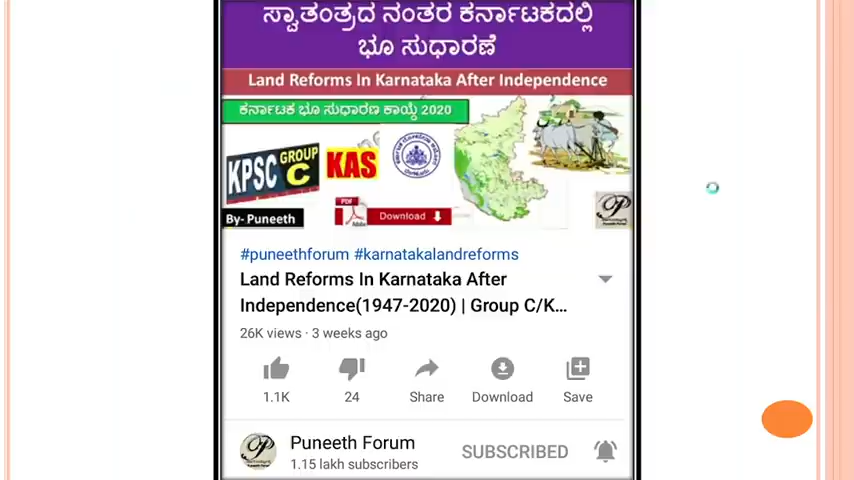 ಸ್ವಾತಂತ್ರದ ನಂತರ ಕರ್ನಾಟಕದಲ್ಲಿ
ಭೂ ಸುಧಾರಣೆ
Land Reforms In Karnataka After Independence
ಕರ್ನಾಟಕ ಭೂ ಸುಧಾರಣ ಕಾಯ್ದೆ 2020
KPSC GROUP C
KAS
By- Puneeth
PDF
Adobe
Download
#puneethforum #karnatakalandreforms
Land Reforms In Karnataka After
Independence(1947-2020) | Group C/K...
26K views · 3 weeks ago
1.1K 24 Share Download Save
Puneeth Forum
SUBSCRIBED
1.15 lakh subscribers